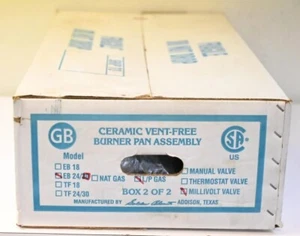 GB
CERAMIC VENT-FREE
BURNER PAN ASSEMBLY
US
Model
EB 18
EB 24/30
TF 18
TF 24/30
NAT GAS
L/P GAS
MANUAL VALVE
THERMOSTAT VALVE
MILLIVOLT VALVE
BOX 2 OF 2
MANUFACTURED BY
ADDISON, TEXAS